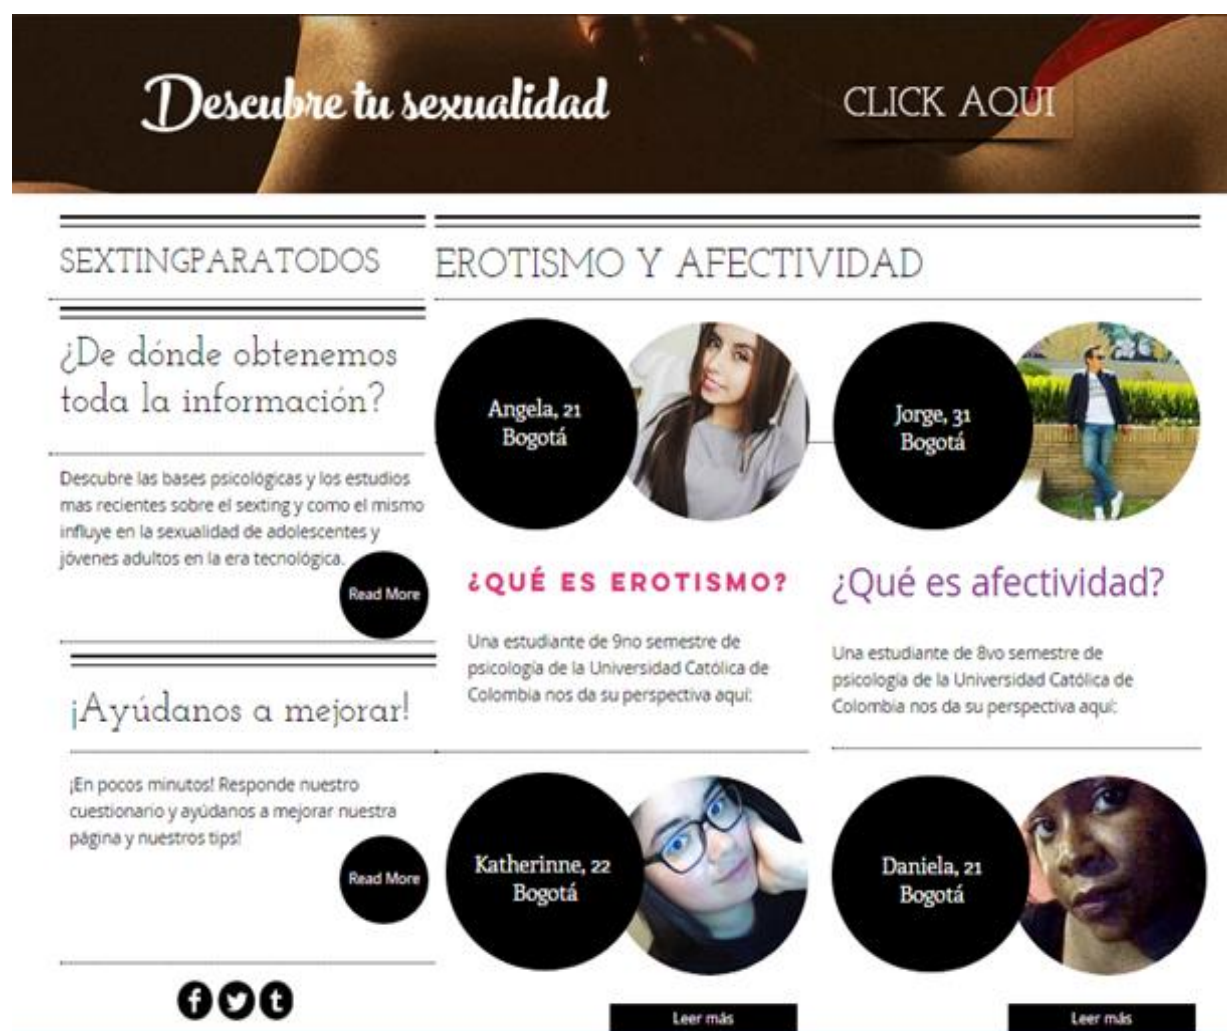 Descubre tu sexualidad
CLICK AQUI
SEXTINGPARATODOS
¿De dónde obtenemos
toda la información?
Descubre las bases psicológicas y los estudios
mas recientes sobre el sexting y como el mismo
influye en la sexualidad de adolescentes y
jóvenes adultos en la era tecnológica.
Read More
¡Ayúdanos a mejorar!
¡En pocos minutos! Responde nuestro
cuestionario y ayúdanos a mejorar nuestra
página y nuestros tips!
Read More
EROTISMO Y AFECTIVIDAD
Angela, 21
Bogotá
¿QUÉ ES EROTISMO?
Una estudiante de 9no semestre de
psicología de la Universidad Católica de
Colombia nos da su perspectiva aquí:
Katherinne, 22
Bogotá
Leer más
Jorge, 31
Bogotá
¿Qué es afectividad?
Una estudiante de 8vo semestre de
psicología de la Universidad Católica de
Colombia nos da su perspectiva aquí:
Daniela, 21
Bogotá
Leer más